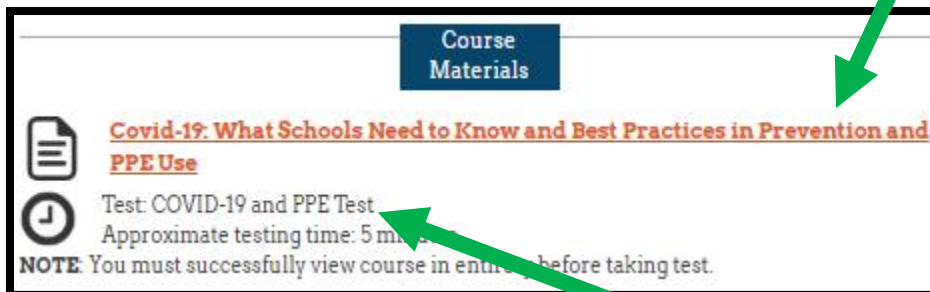 Course
Materials
Covid-19: What Schools Need to Know and Best Practices in Prevention and
PPE Use
Test: COVID-19 and PPE Test
Approximate testing time: 5
NOTE: You must successfully view course in before taking test.